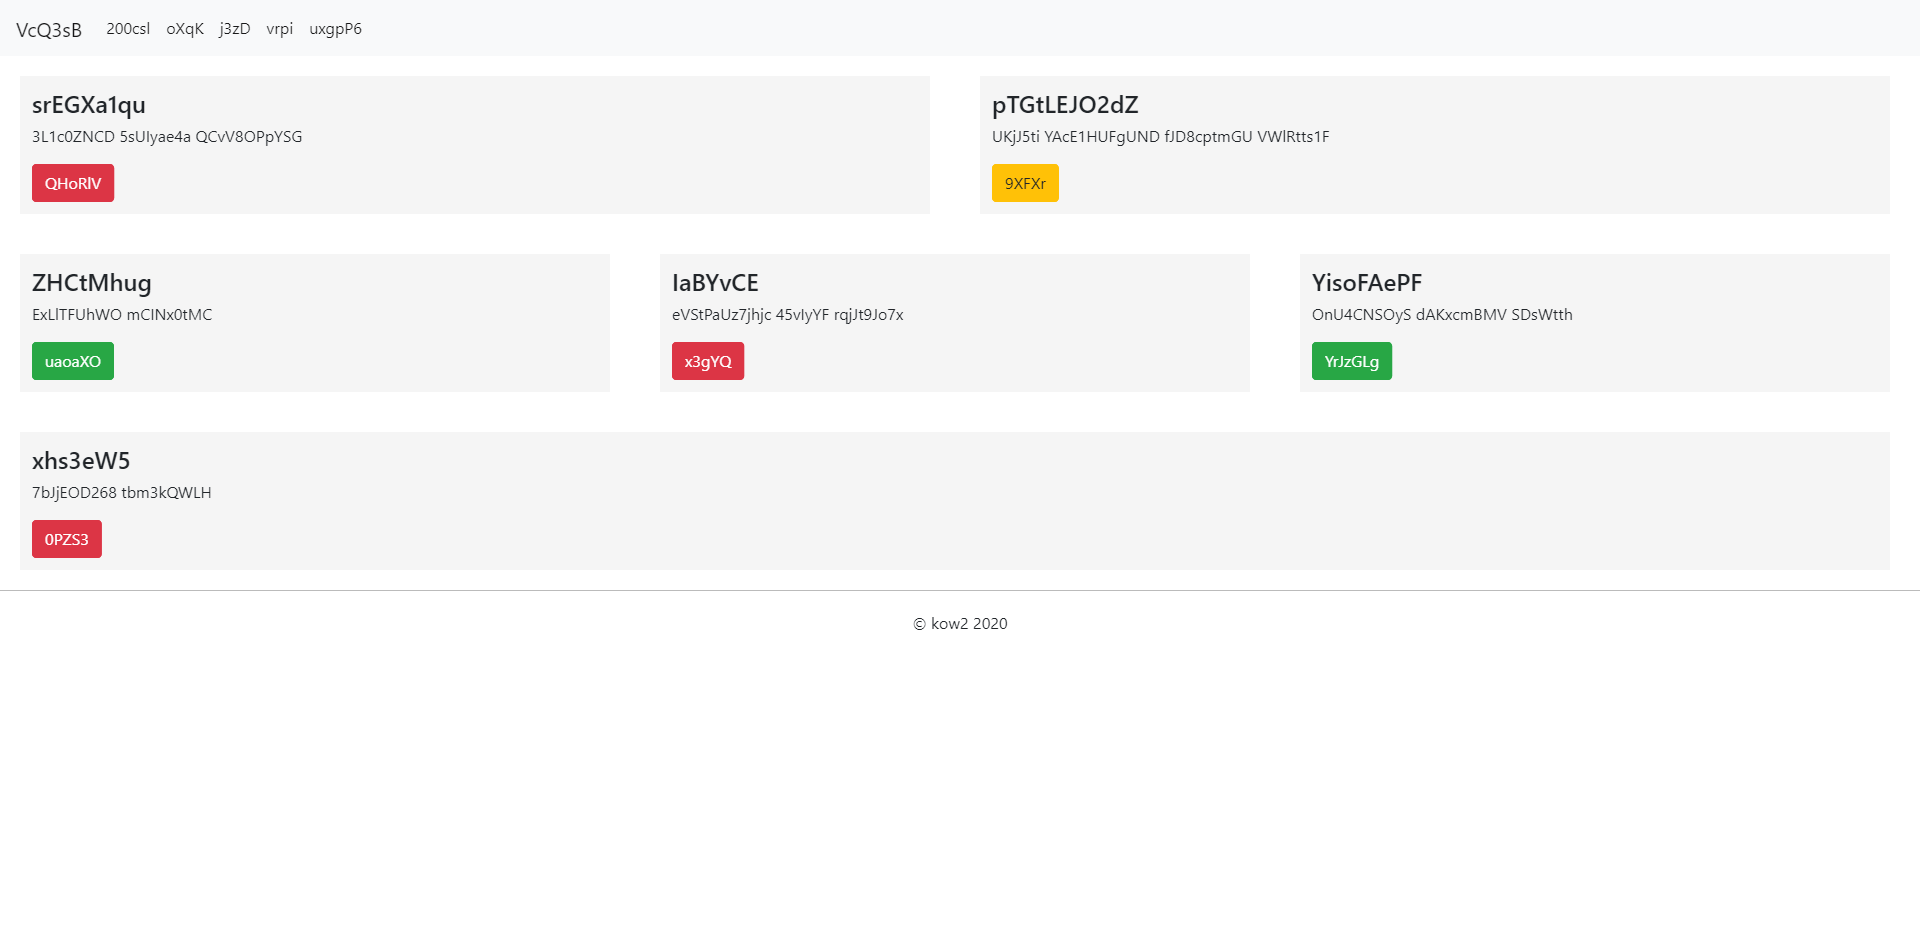 VcQ3sB 200csl oXqK j3zD vrpi uxgpP6
srEGXa1qu
3L1c0ZNCD 5sUIyae4a QCvV8OPpYSG
QHoRlV
pTGtLEJO2dZ
UKjJ5ti YAcE1HUFgUND fJD8cptmGU VWlRtts1F
9XFXr
ZHCtMhug
ExLlTFUhWO mCINx0tMC
uaoaXO
IaBYvCE
eVStPaUz7jhjc 45vIyYF rqjJt9Jo7x
x3gYQ
YisoFAePF
OnU4CNSOyS dAKxcmBMV SDsWtth
YrJzGLg
xhs3eW5
7bJjEOD268 tbm3kQWLH
0PZS3
© kow2 2020